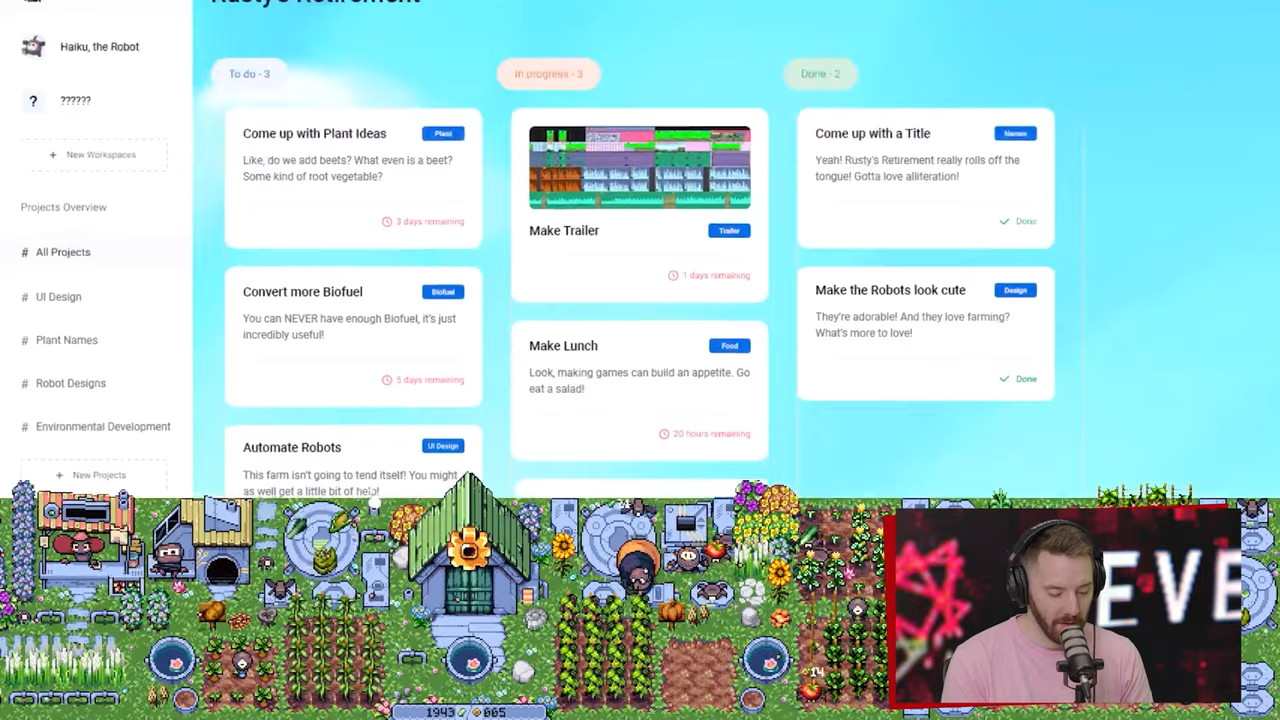 Rusty's Retirement
Haiku, the Robot
? ??????
+ New Workspaces
Projects Overview
# All Projects
# UI Design
# Plant Names
# Robot Designs
# Environmental Development
+ New Projects
To do - 3
Come up with Plant Ideas
Plant
Like, do we add beets? What even is a beet?
Some kind of root vegetable?
3 days remaining
Convert more Biofuel
Biofuel
You can NEVER have enough Biofuel, it's just
incredibly useful!
5 days remaining
Automate Robots
UI Design
This farm isn't going to tend itself! You might
as well get a little bit of help!
In progress - 3
Make Trailer
Trailer
1 days remaining
Make Lunch
Food
Look, making games can build an appetite. Go
eat a salad!
20 hours remaining
Done - 2
Come up with a Title
Names
Yeah! Rusty's Retirement really rolls off the
tongue! Gotta love alliteration!
Done
Make the Robots look cute
Design
They're adorable! And they love farming?
What's more to love!
Done
14
1943 665
EVE